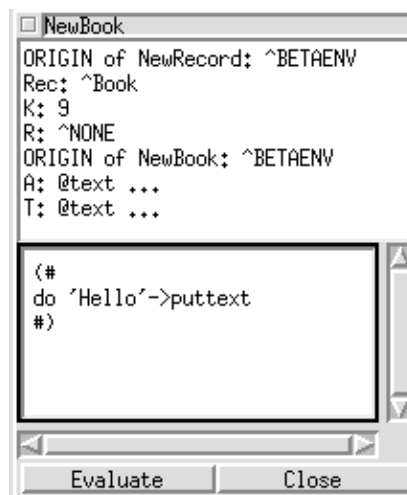 NewBook
ORIGIN of NewRecord: ^BETAENV
Rec: ^Book
K: 9
R: ^NONE
ORIGIN of NewBook: ^BETAENV
A: @text ...
T: @text ...
(#
do 'Hello'->puttext
#)
Evaluate Close